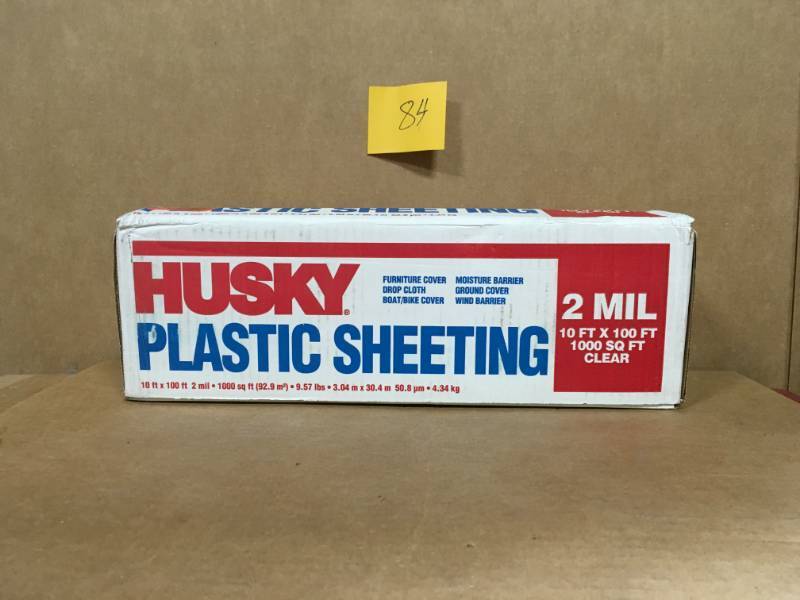 84
PLASTIC SHEETING
HUSKY®
FURNITURE COVER MOISTURE BARRIER
DROP CLOTH GROUND COVER
BOAT/BIKE COVER WIND BARRIER
PLASTIC SHEETING
10 ft x 100 ft 2 mil • 1000 sq ft (92.9 m²) • 9.57 lbs • 3.04 m x 30.4 m 50.8 µm • 4.34 kg
2 MIL
10 FT X 100 FT
1000 SQ FT
CLEAR